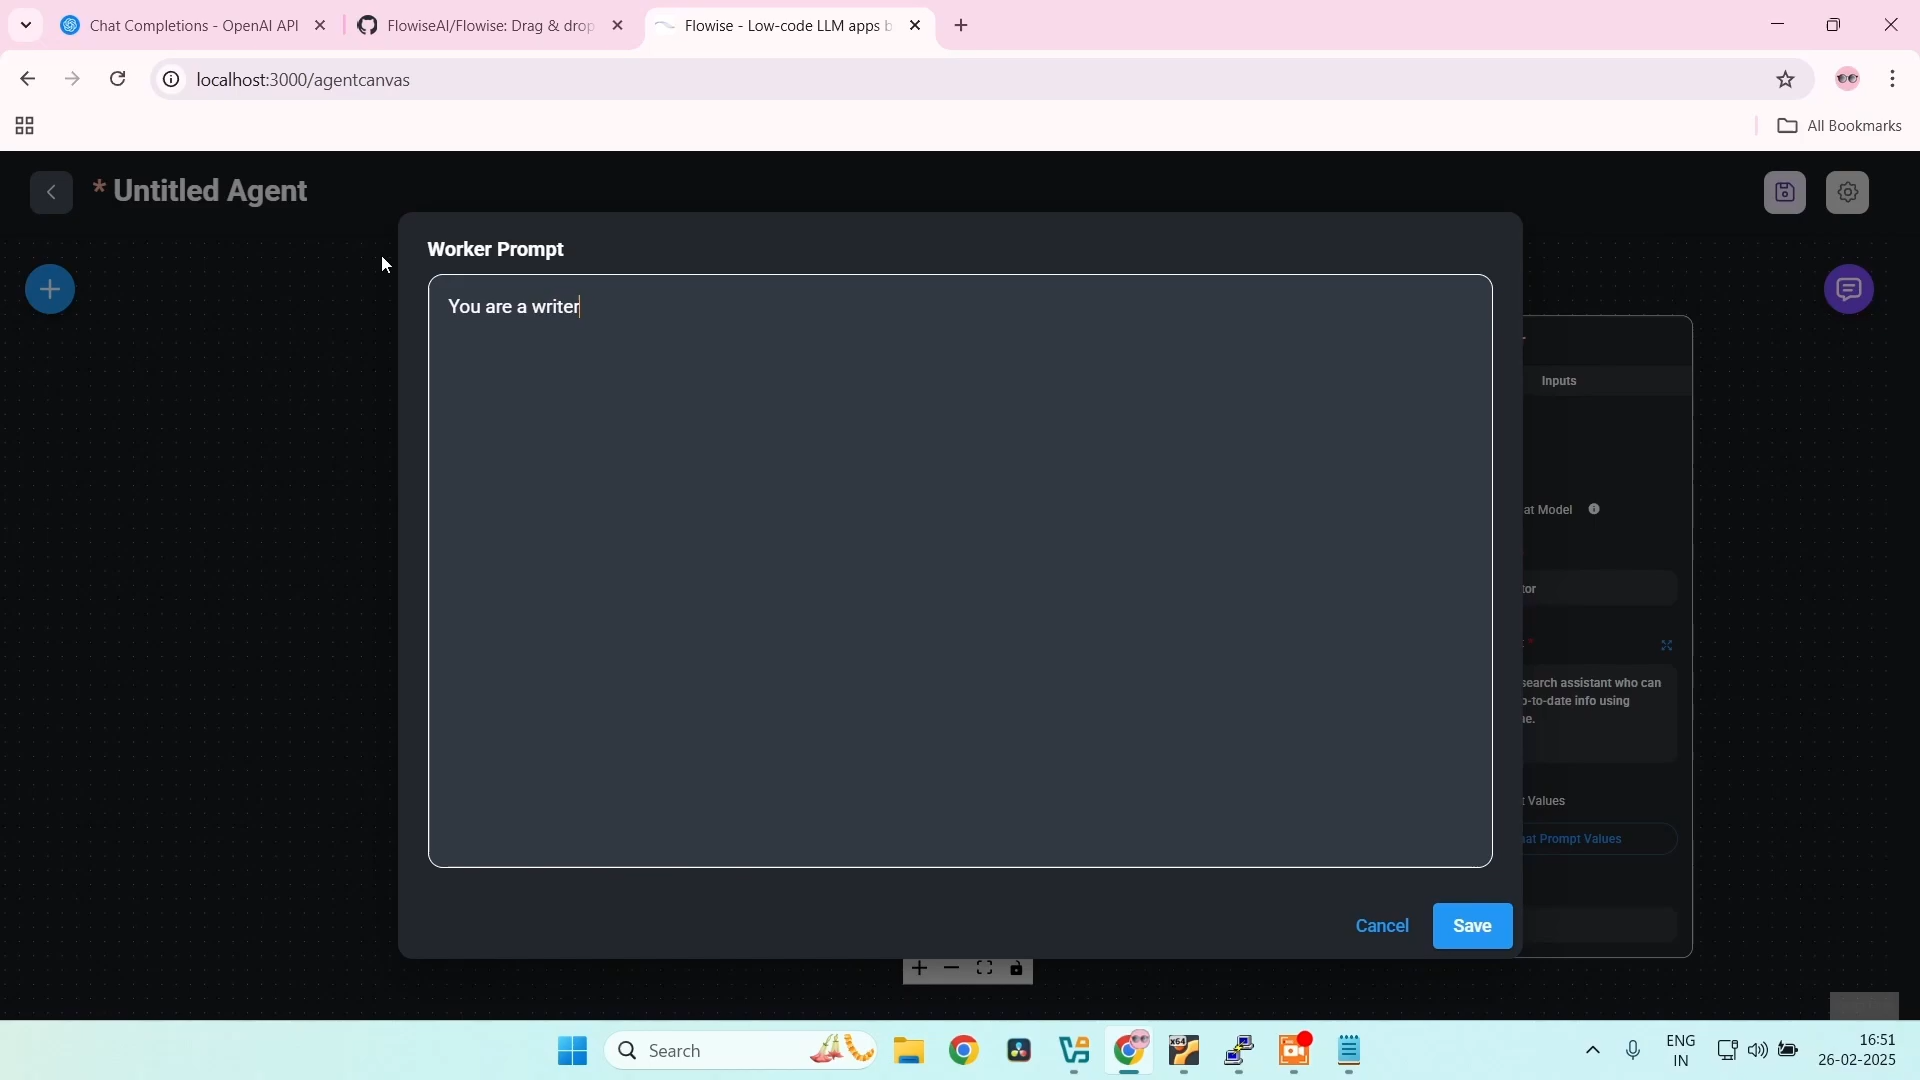 Chat Completions - OpenAI API
FlowiseAI/Flowise: Drag & drop
Flowise - Low-code LLM apps b
localhost:3000/agentcanvas
All Bookmarks
* Untitled Agent
Worker Prompt
You are a writer
Inputs
at Model
tor
*
search assistant who can
p-to-date info using
ne.
t Values
at Prompt Values
Cancel
Save
Search
ENG
IN
16:51
26-02-2025